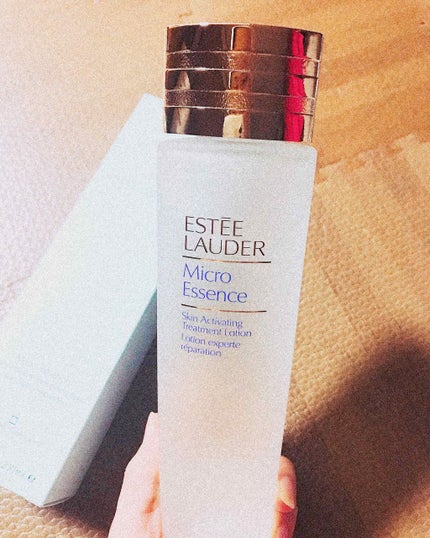 ESTĒE
LAUDER
Micro
Essence
Skin Activating
Treatment Lotion
Lotion experte
réparation